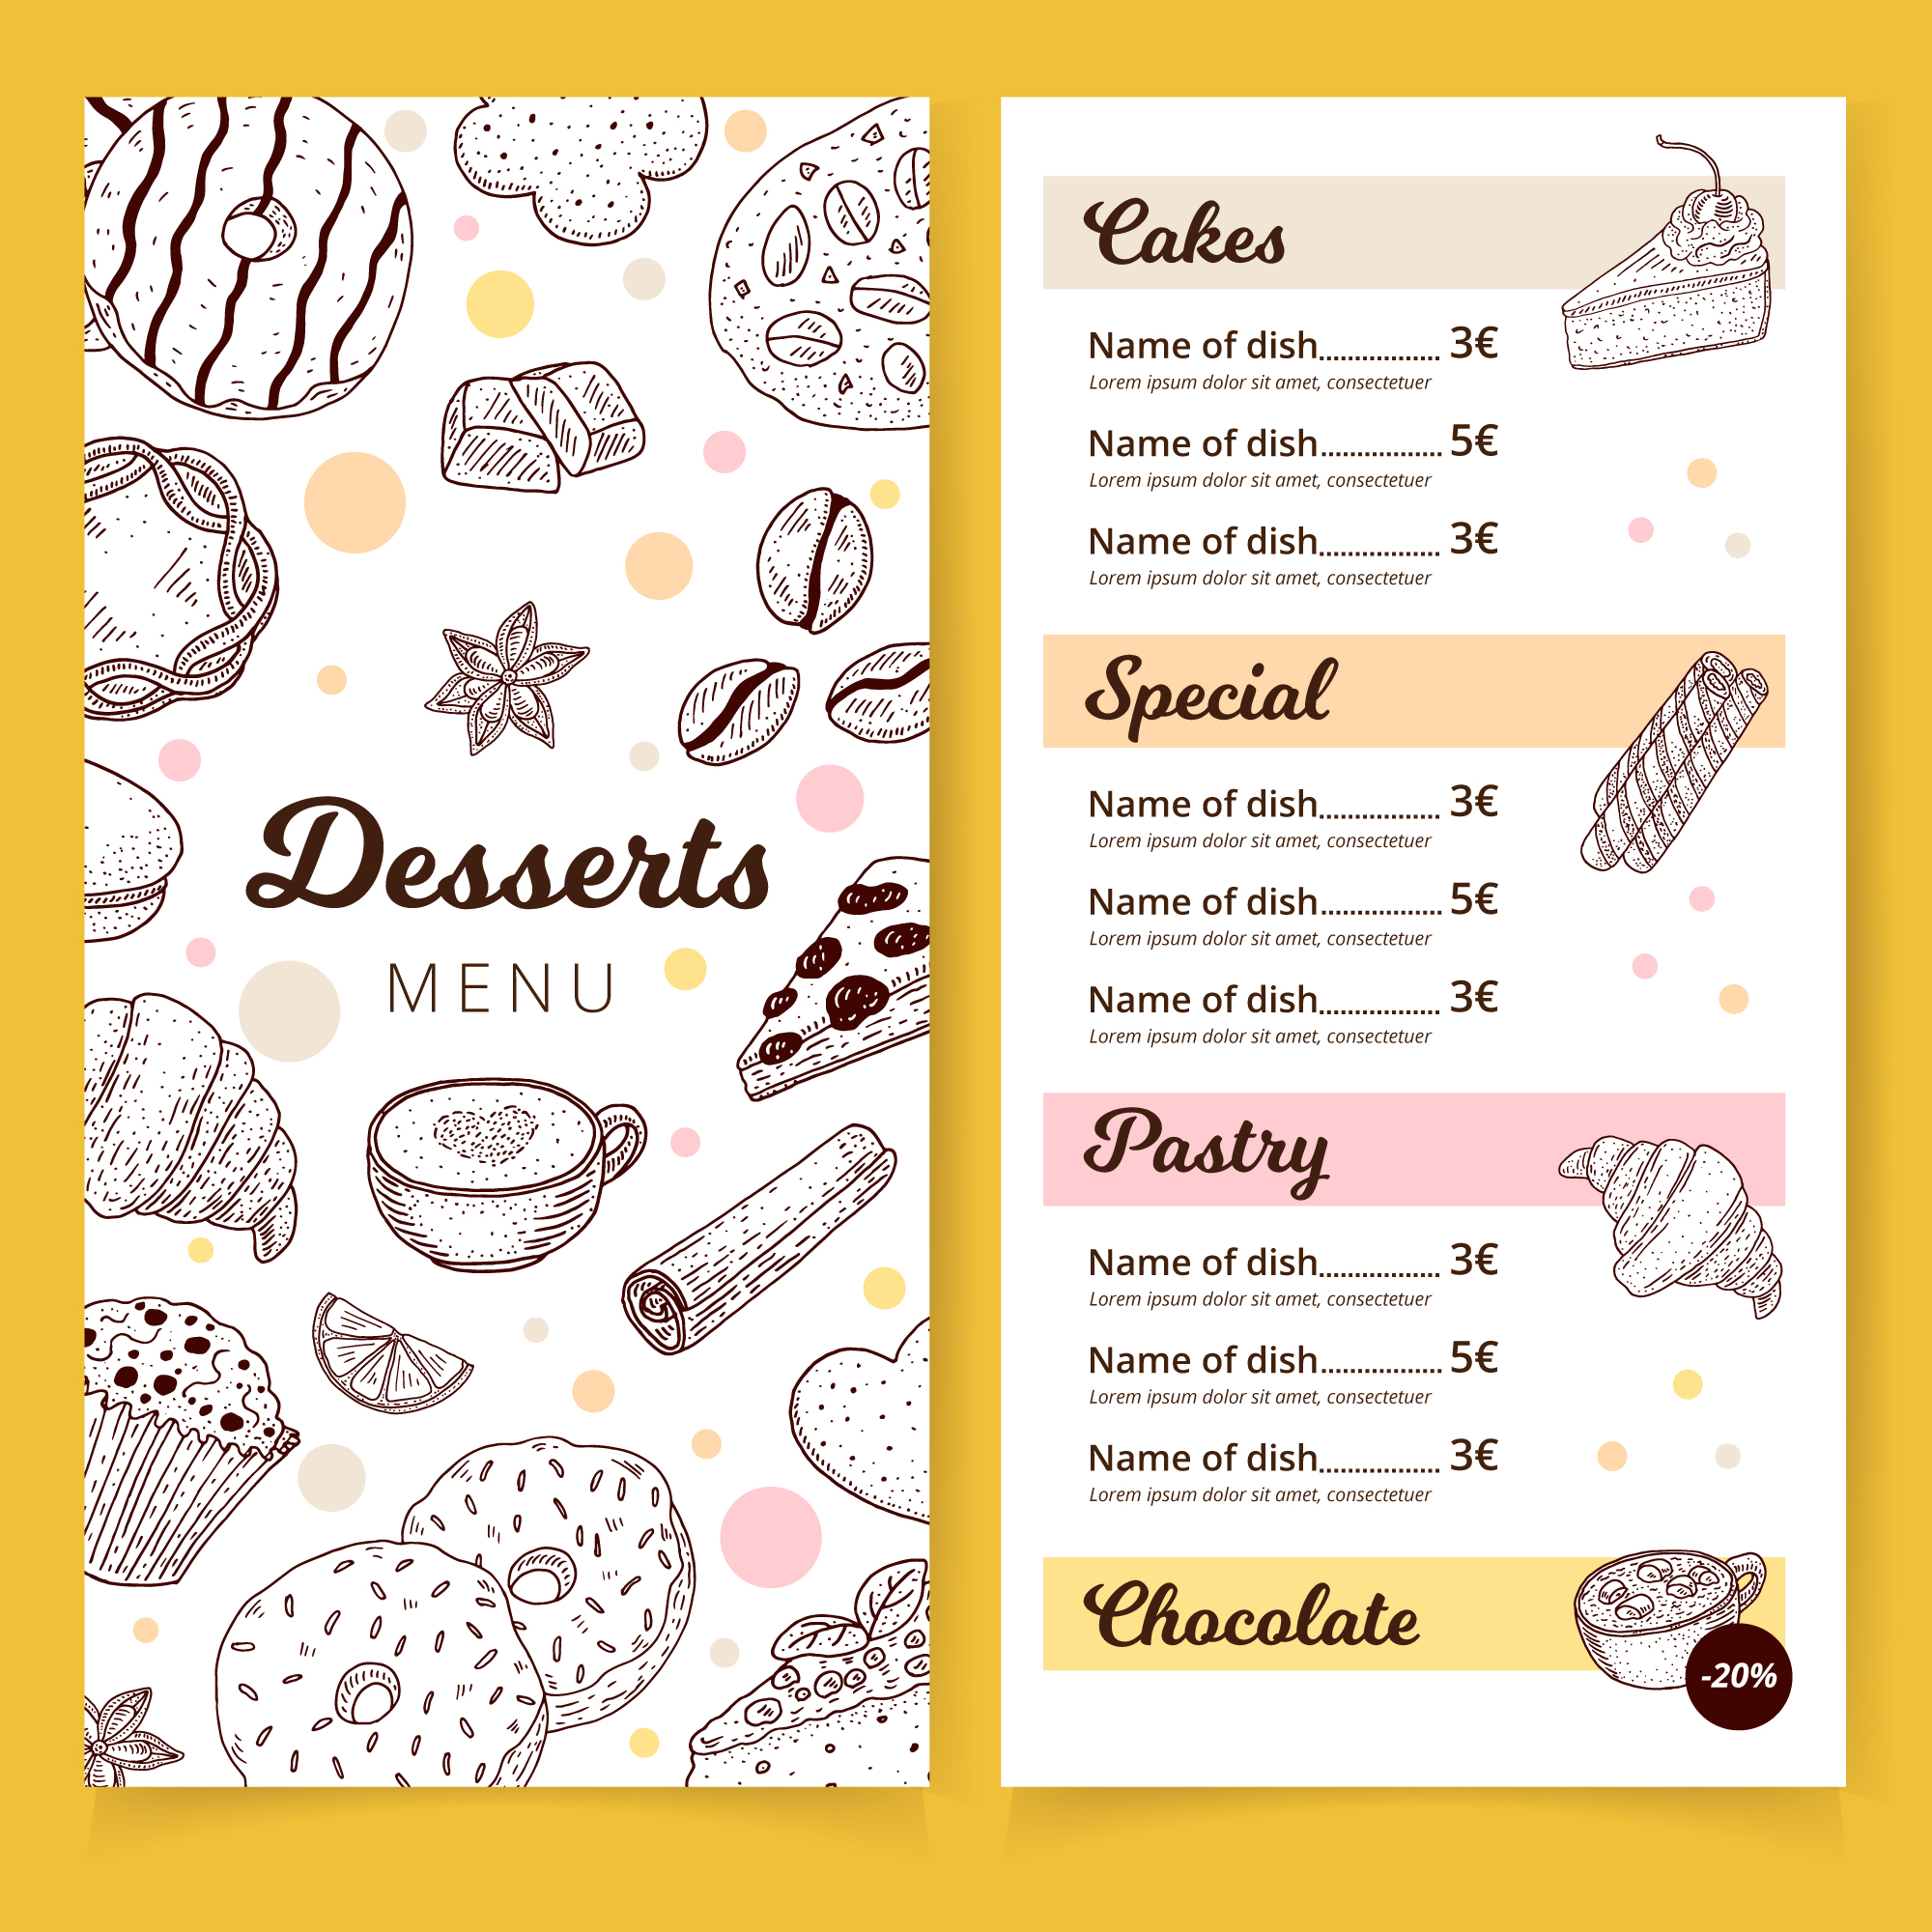 Desserts
MENU
Cakes
Name of dish................ 3€
Lorem ipsum dolor sit amet, consectetuer
Name of dish................ 5€
Lorem ipsum dolor sit amet, consectetuer
Name of dish................ 3€
Lorem ipsum dolor sit amet, consectetuer
Special
Name of dish................ 3€
Lorem ipsum dolor sit amet, consectetuer
Name of dish................ 5€
Lorem ipsum dolor sit amet, consectetuer
Name of dish................ 3€
Lorem ipsum dolor sit amet, consectetuer
Pastry
Name of dish................ 3€
Lorem ipsum dolor sit amet, consectetuer
Name of dish................ 5€
Lorem ipsum dolor sit amet, consectetuer
Name of dish................ 3€
Lorem ipsum dolor sit amet, consectetuer
Chocolate
-20%